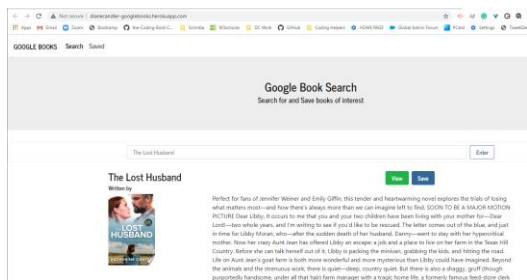 Not secure | dianecandler-googlebooks.herokuapp.com
Apps Gmail Zoom Bootcamp the-Coding-Boot-C... Scrimba W3Schools DC Work GitHub Coding Helpers HOME PAGE Global Admin Forum PCard Settings
GOOGLE BOOKS Search Saved
Google Book Search
Search for and Save books of interest
The Lost Husband
Enter
The Lost Husband
View Save
Written by
THE LOST HUSBAND
Perfect for fans of Jennifer Weiner and Emily Giffin, this tender and heartwarming novel explores the trials of losing
what matters most—and how there's always more than we can imagine left to find. SOON TO BE A MAJOR MOTION
PICTURE Dear Libby, It occurs to me that you and your two children have been living with your mother for—Dear
Lord!—two whole years, and I'm writing to see if you'd like to be rescued. The letter comes out of the blue, and just
in time for Libby Moran, who—after the sudden death of her husband, Danny—went to stay with her hypercritical
mother. Now her crazy Aunt Jean has offered Libby an escape: a job and a place to live on her farm in the Texas Hill
Country. Before she can talk herself out of it, Libby is packing the minivan, grabbing the kids, and hitting the road.
Life on Aunt Jean's goat farm is both more wonderful and more mysterious than Libby could have imagined. Beyond
the animals and the strenuous work, there is quiet—deep, country quiet. But there is also a shaggy, gruff (though
purportedly handsome, under all that hair) farm manager with a tragic home life, a formerly famous feed-store clerk